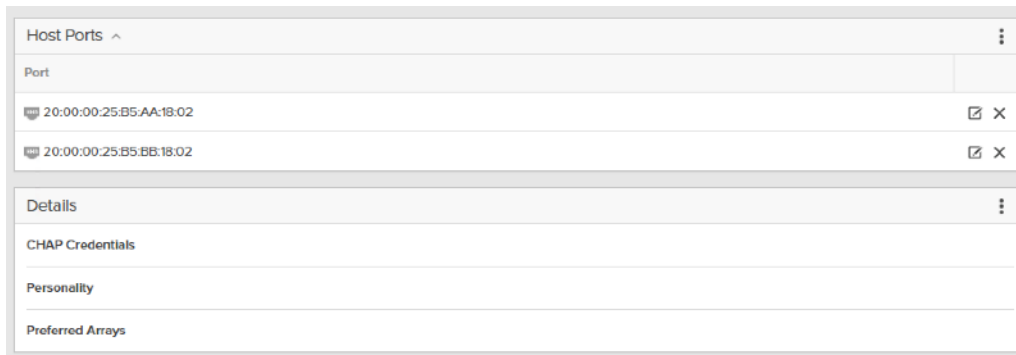 Host Ports
Port
20:00:00:25:B5:AA:18:02
20:00:00:25:B5:BB:18:02
Details
CHAP Credentials
Personality
Preferred Arrays